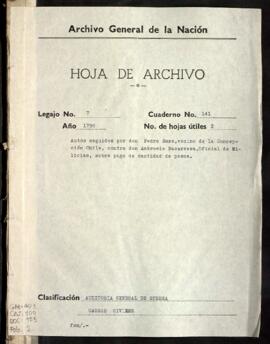 Archivo General de la Nación
HOJA DE ARCHIVO
Legajo No. 7 Cuaderno No. 141
Año 1790 No. de hojas útiles 2
Autos seguidos por don Pedro vecino de la Concep-
ción Chile, contra don Ambrosio Oficial de Mi-
licias, sobre pago de cantidad de pesos.
Clasificación AUDITORIA GENERAL DE GUERRA
CAUSAS CIVILES